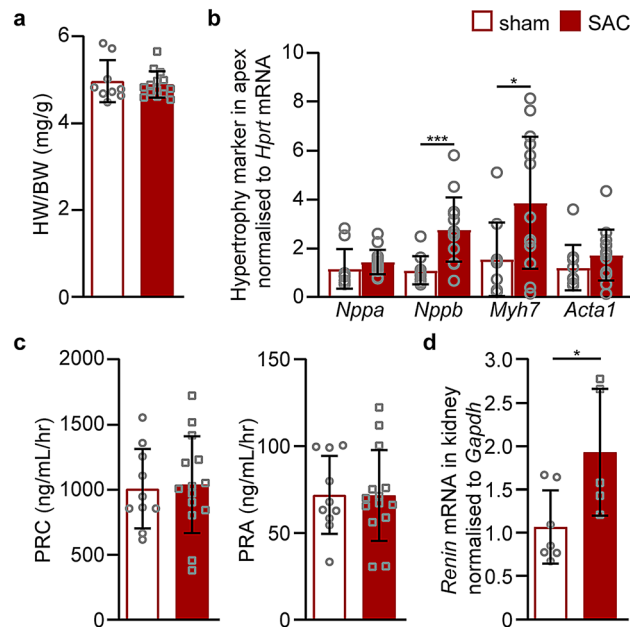 a
b
sham
SAC
HW/BW (mg/g)
6
4
2
0
Hypertrophy marker in apex
normalised to Hprt mRNA
10
8
6
4
2
0
*
***
Nppa
Nppb
Myh7
Acta1
c
d
PRC (ng/mL/hr)
2000
1500
1000
500
0
PRA (ng/mL/hr)
150
100
50
0
Renin mRNA in kidney
normalised to Gapdh
3.0
2.5
2.0
1.5
1.0
0.5
0
*